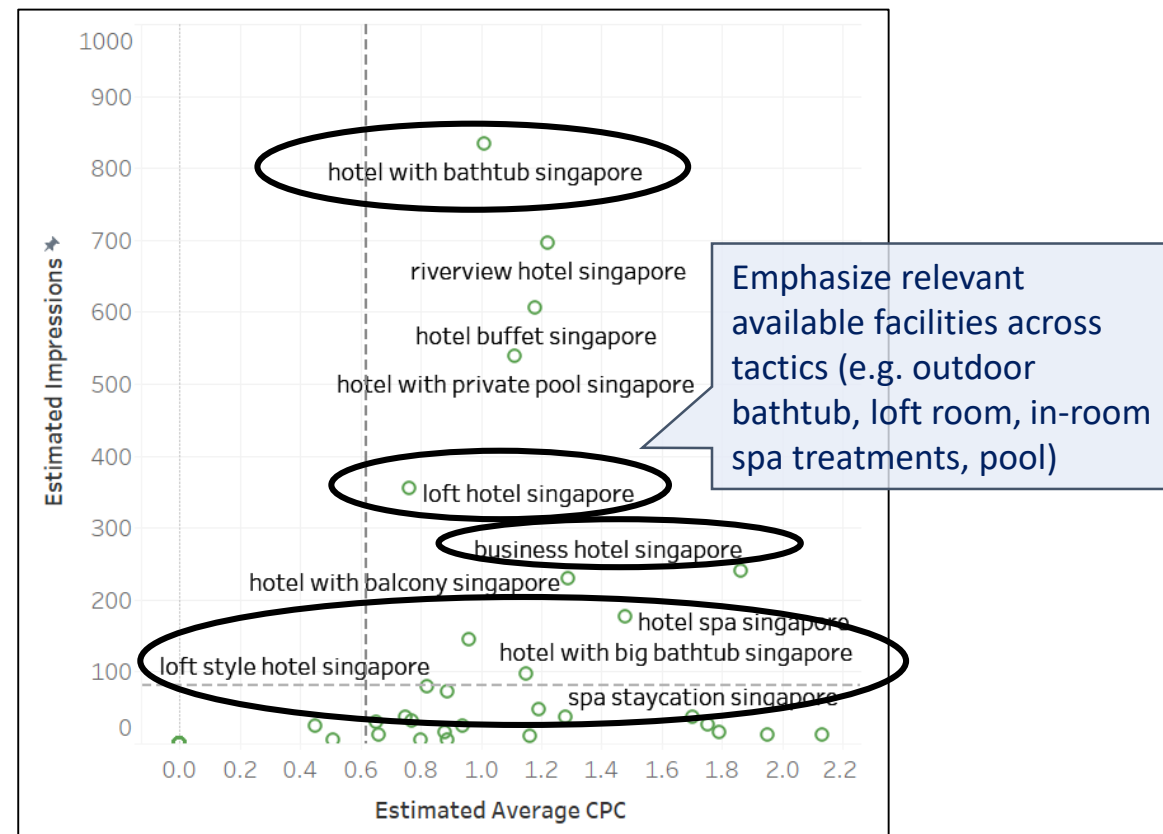 1000
900
800
700
600
500
400
300
200
100
0
Estimated Impressions
hotel with bathtub singapore
riverview hotel singapore
hotel buffet singapore
hotel with private pool singapore
loft hotel singapore
business hotel singapore
hotel with balcony singapore
hotel spa singapore
hotel with big bathtub singapore
loft style hotel singapore
spa staycation singapore
Emphasize relevant
available facilities across
tactics (e.g. outdoor
bathtub, loft room, in-room
spa treatments, pool)
0.0 0.2 0.4 0.6 0.8 1.0 1.2 1.4 1.6 1.8 2.0 2.2
Estimated Average CPC